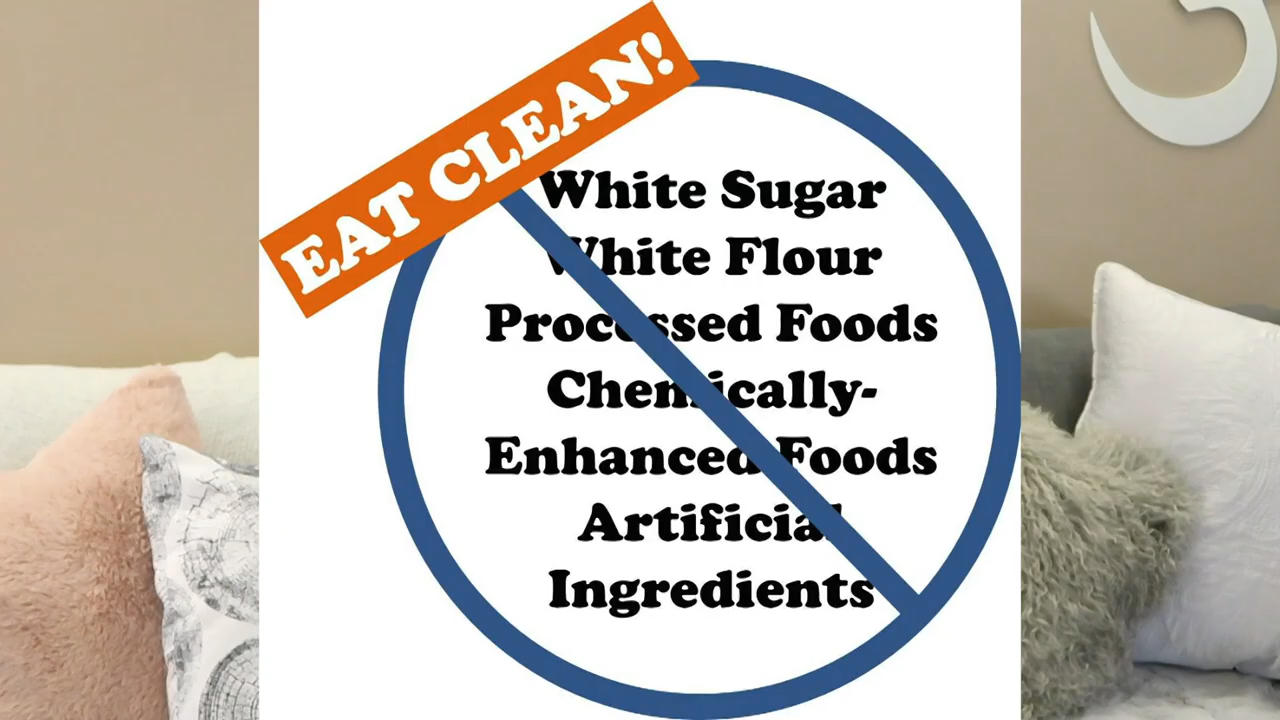 EAT CLEAN!
White Sugar
White Flour
Processed Foods
Chemically-
Enhanced Foods
Artificial
Ingredients